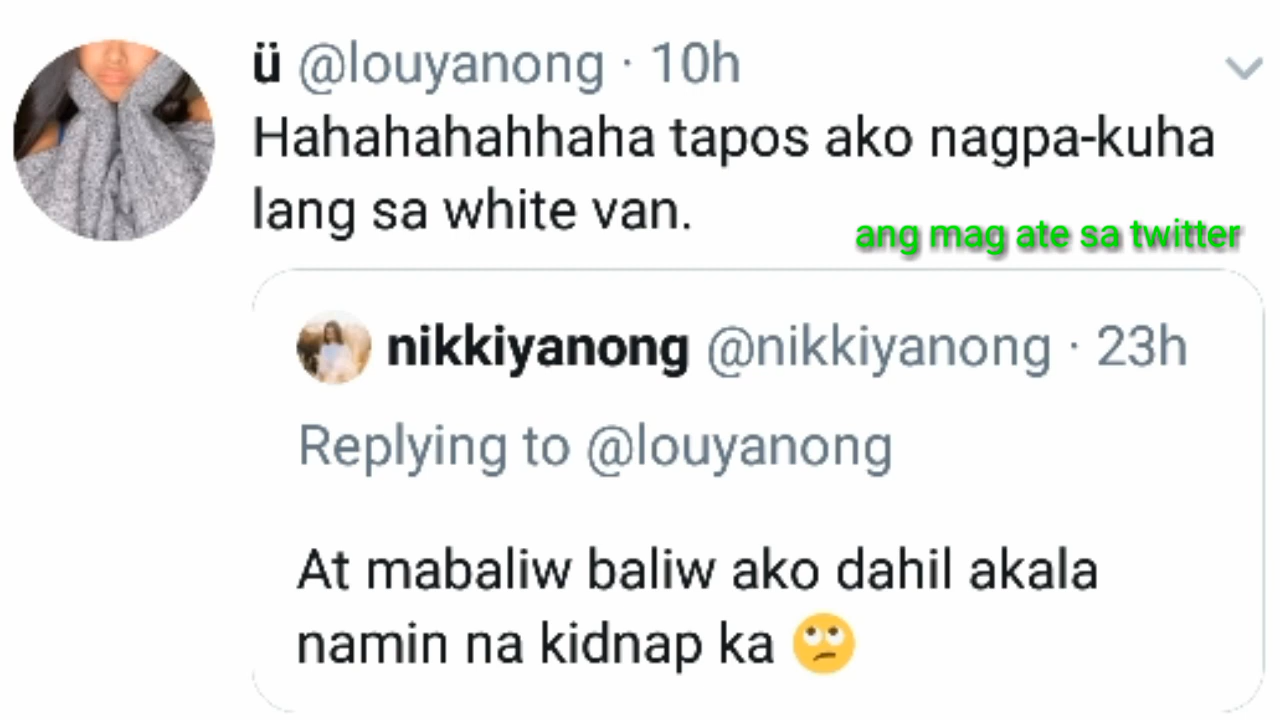 ü @louyanong · 10h
Hahahahahhaha tapos ako nagpa-kuha
lang sa white van.
ang mag ate sa twitter
nikkiyanong @nikkiyanong · 23h
Replying to @louyanong
At mabaliw baliw ako dahil akala
namin na kidnap ka 🙄